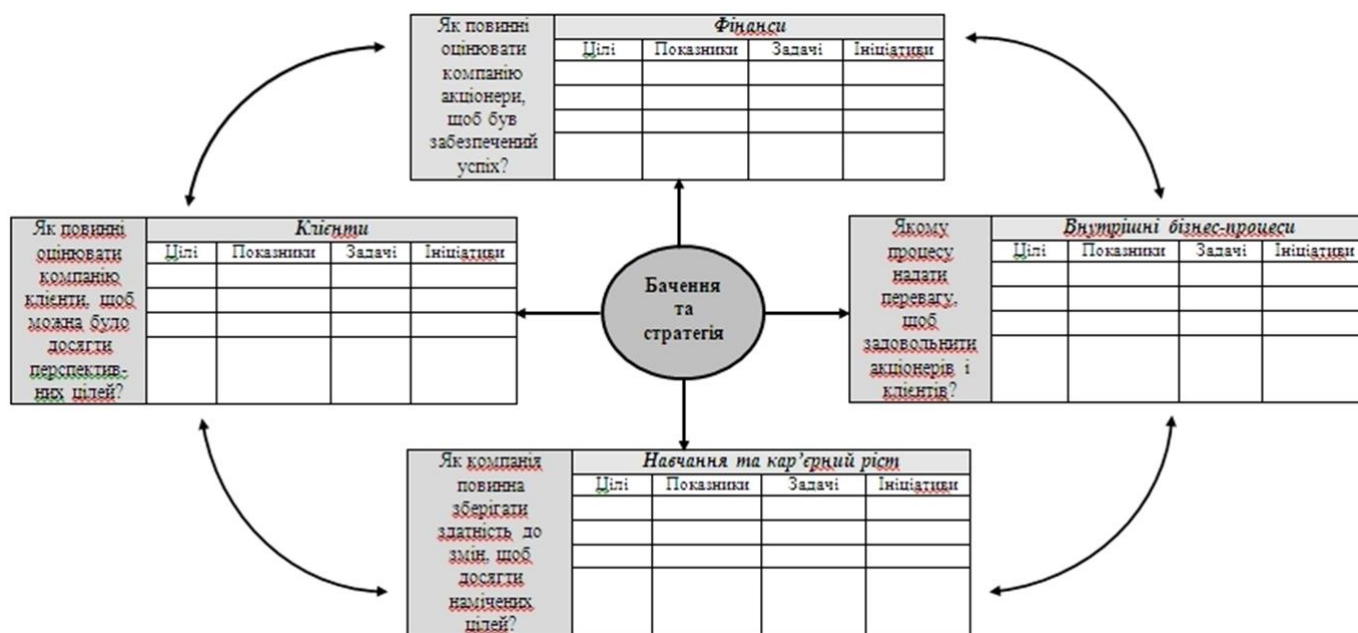 Як повинні
оцінювати
компанію
акціонери,
щоб був
забезпечений
успіх?
Фінанси
Цілі Показники Задачі Ініціативи
Як повинні
оцінювати
компанію
клієнти, щоб
можна було
досягти
перспектив-
них цілей?
Клієнти
Цілі Показники Задачі Ініціативи
Бачення
та
стратегія
Якому
процесу
надати
перевагу,
щоб
задовольнити
акціонерів і
клієнтів?
Внутрішні бізнес-процеси
Цілі Показники Задачі Ініціативи
Як компанія
повинна
зберігати
здатність до
змін, щоб
досягти
намічених
цілей?
Навчання та кар’єрний ріст
Цілі Показники Задачі Ініціативи